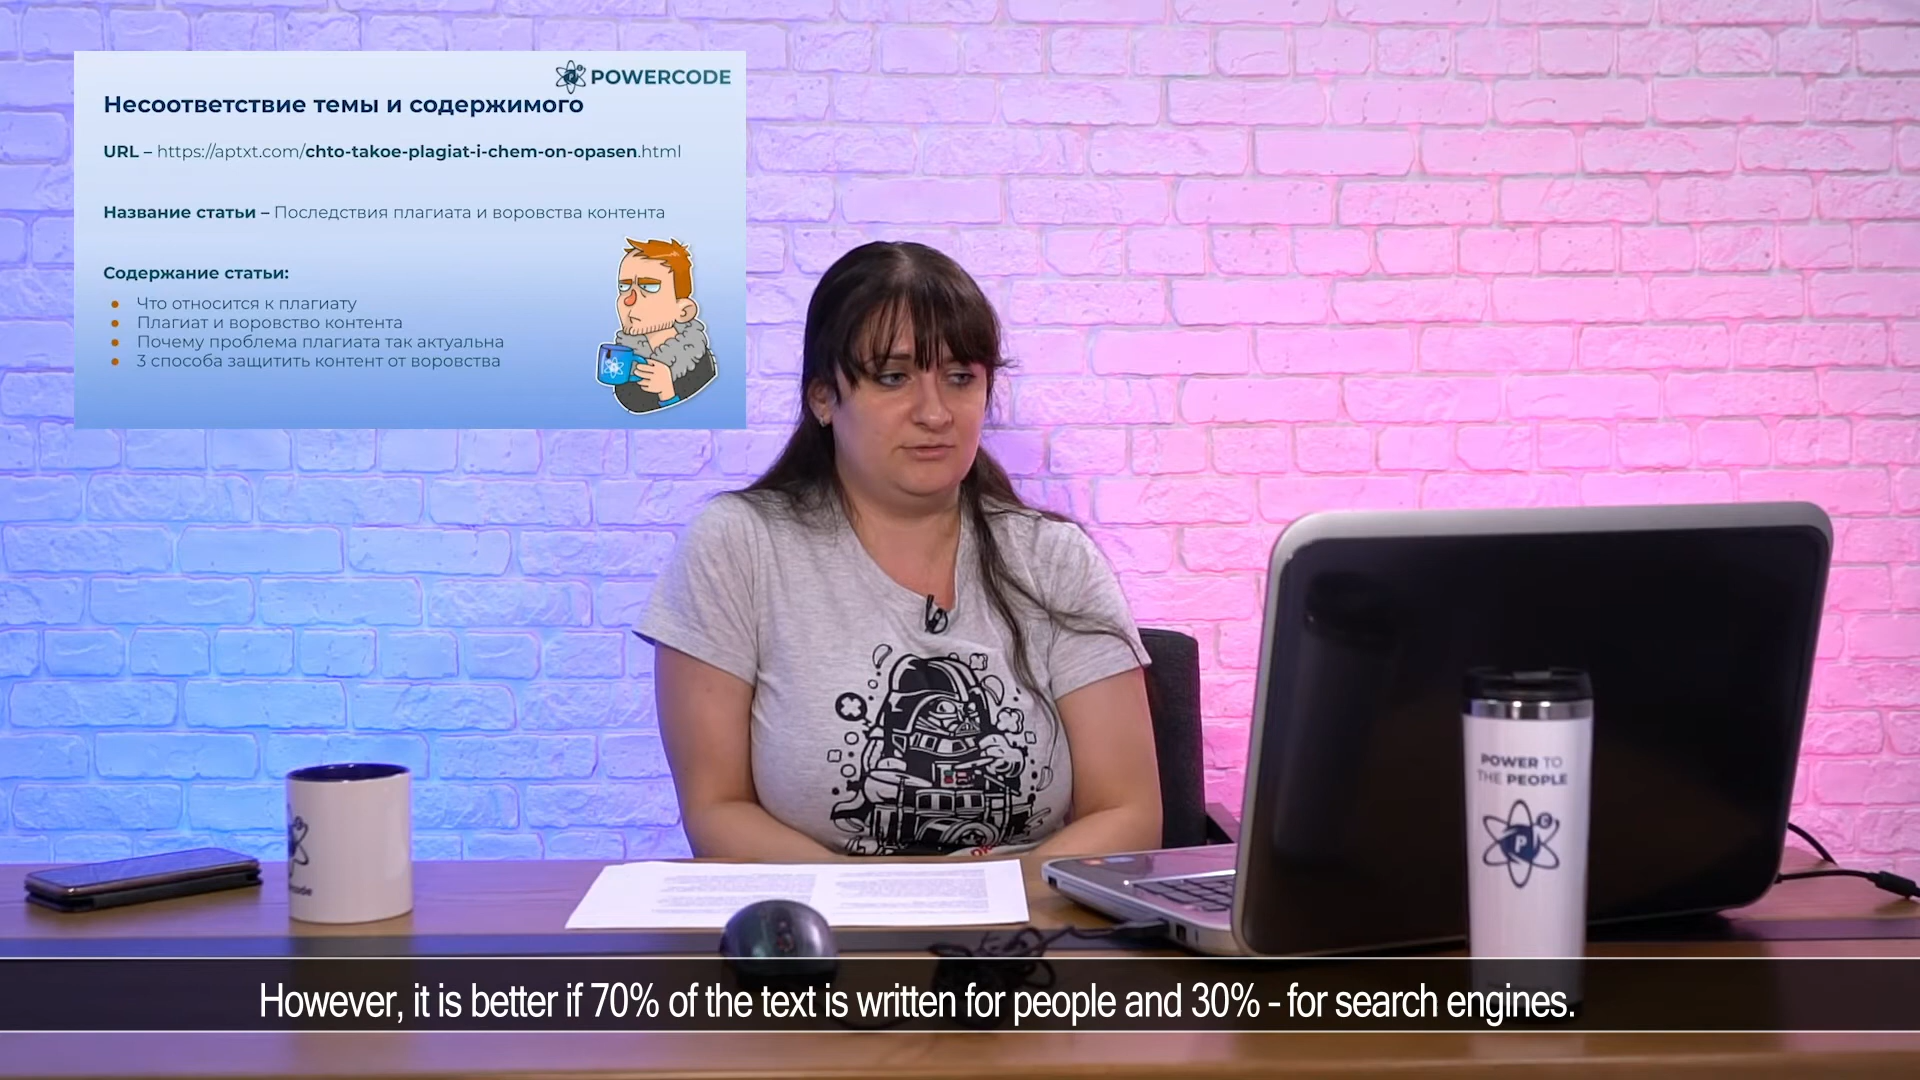 POWERCODE
Несоответствие темы и содержимого
URL – https://aptxt.com/chto-takoe-plagiat-i-chem-on-opasen.html
Название статьи – Последствия плагиата и воровства контента
Содержание статьи:
Что относится к плагиату
Плагиат и воровство контента
Почему проблема плагиата так актуальна
3 способа защитить контент от воровства
POWER TO
THE PEOPLE
P
However, it is better if 70% of the text is written for people and 30% - for search engines.